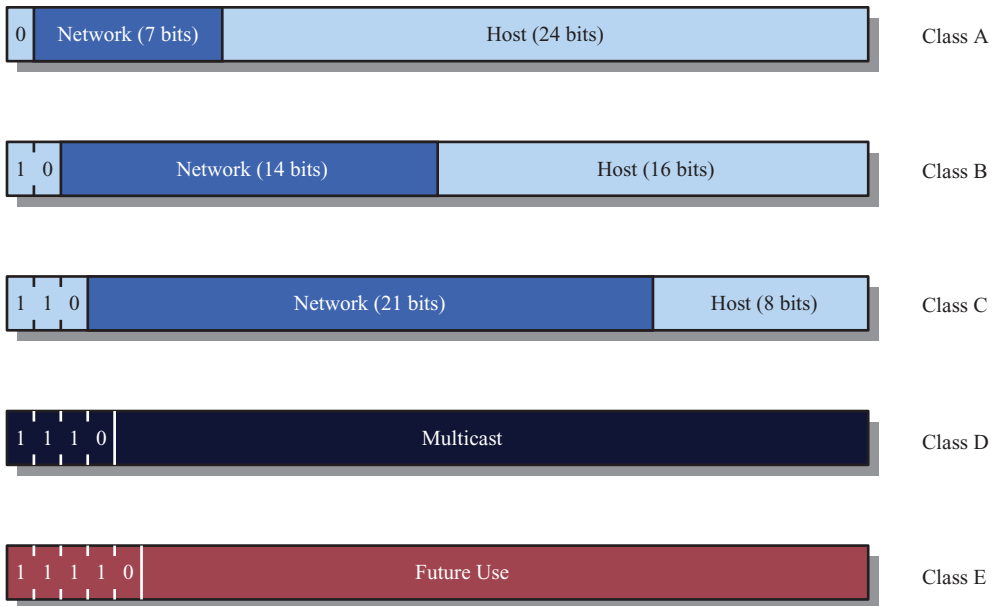 0 Network (7 bits) Host (24 bits) Class A
1 0 Network (14 bits) Host (16 bits) Class B
1 1 0 Network (21 bits) Host (8 bits) Class C
1 1 1 0 Multicast Class D
1 1 1 1 0 Future Use Class E